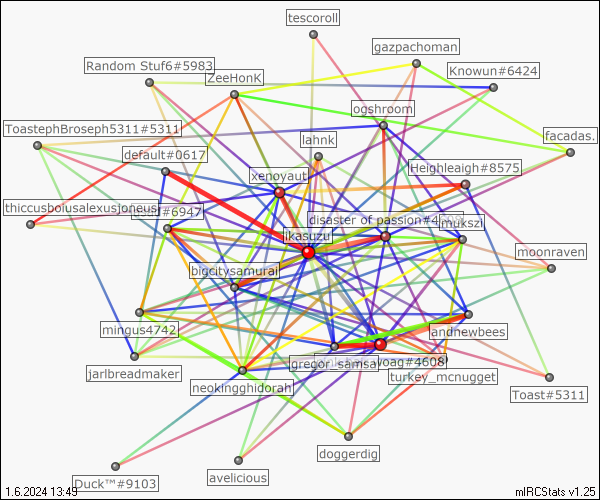 tescoroll
gazpachoman
Random Stuf6#5983
ZeeHonK
Knowun#6424
ogshroom
ToastephBroseph5311#5311
facadas.
lahnk
default#0617
Heighleaigh#8575
xenoyaut
thiccusboiusalexusjoneus
#6947
disaster of passion#4
mukszi
ikasuzu
moonraven
bigcitysamurai
mingus4742
andnewbees
gregor_samsa
woag#4608
jarlbreadmaker
turkey_mcnugget
neokingghidorah
Toast#5311
doggerdig
Duck™#9103
avelicious
1.6.2024 13:49
mIRCStats v1.25